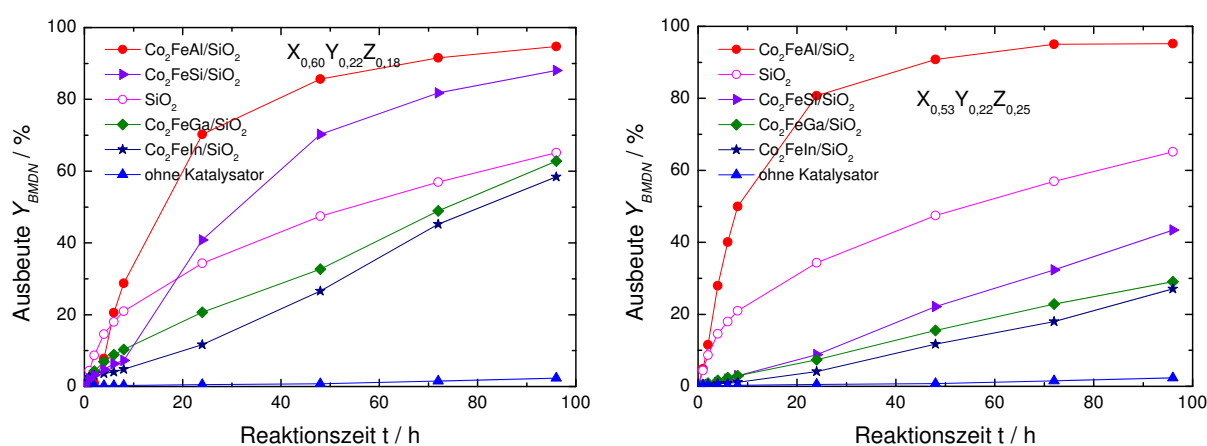 100
80
60
40
20
0
Ausbeute Y_BMDN / %
Co₂FeAl/SiO₂
Co₂FeSi/SiO₂
SiO₂
Co₂FeGa/SiO₂
Co₂FeIn/SiO₂
ohne Katalysator
X₀,₆₀Y₀,₂₂Z₀,₁₈
0 20 40 60 80 100
Reaktionszeit t / h
100
80
60
40
20
0
Ausbeute Y_BMDN / %
Co₂FeAl/SiO₂
SiO₂
Co₂FeSi/SiO₂
Co₂FeGa/SiO₂
Co₂FeIn/SiO₂
ohne Katalysator
X₀,₅₃Y₀,₂₂Z₀,₂₅
0 20 40 60 80 100
Reaktionszeit t / h